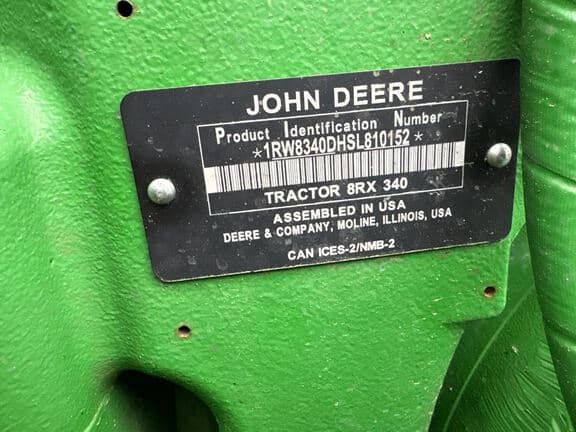 JOHN DEERE
Product Identification Number
*1RW8340DHSL810152*
TRACTOR 8RX 340
ASSEMBLED IN USA
DEERE & COMPANY, MOLINE, ILLINOIS, USA
CAN ICES-2/NMB-2